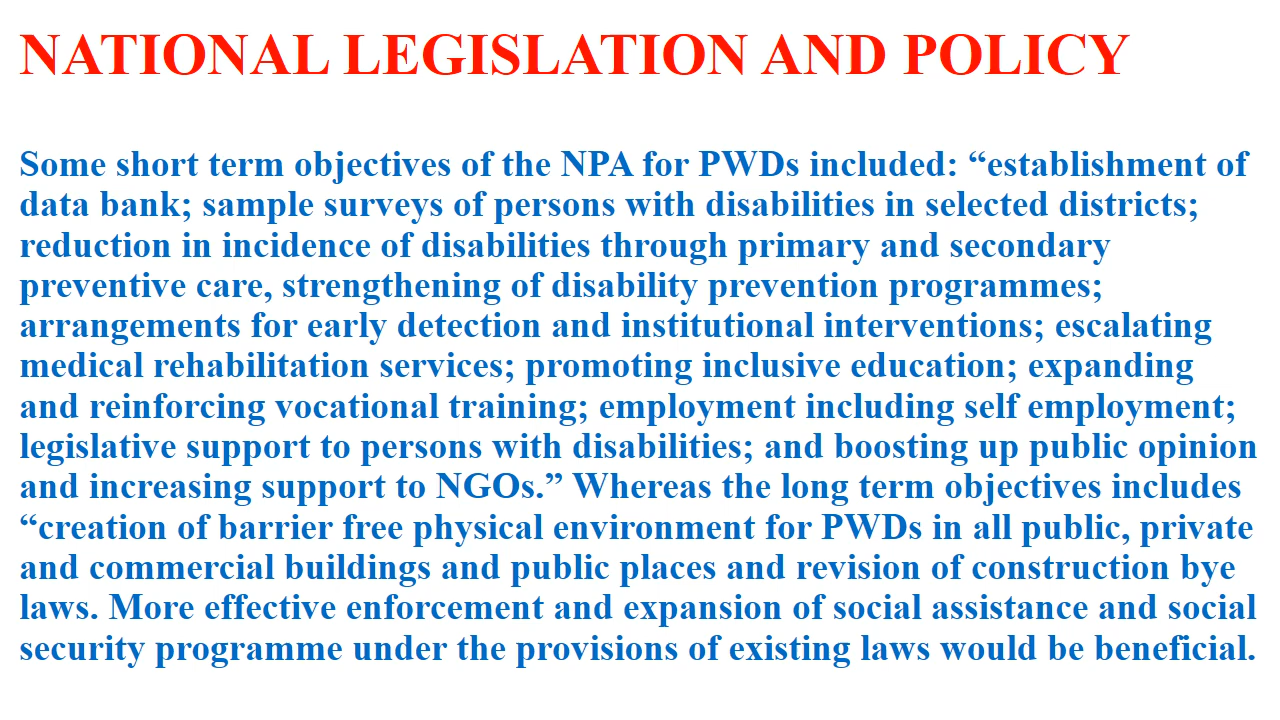 NATIONAL LEGISLATION AND POLICY
Some short term objectives of the NPA for PWDs included: “establishment of
data bank; sample surveys of persons with disabilities in selected districts;
reduction in incidence of disabilities through primary and secondary
preventive care, strengthening of disability prevention programmes;
arrangements for early detection and institutional interventions; escalating
medical rehabilitation services; promoting inclusive education; expanding
and reinforcing vocational training; employment including self employment;
legislative support to persons with disabilities; and boosting up public opinion
and increasing support to NGOs.” Whereas the long term objectives includes
“creation of barrier free physical environment for PWDs in all public, private
and commercial buildings and public places and revision of construction bye
laws. More effective enforcement and expansion of social assistance and social
security programme under the provisions of existing laws would be beneficial.